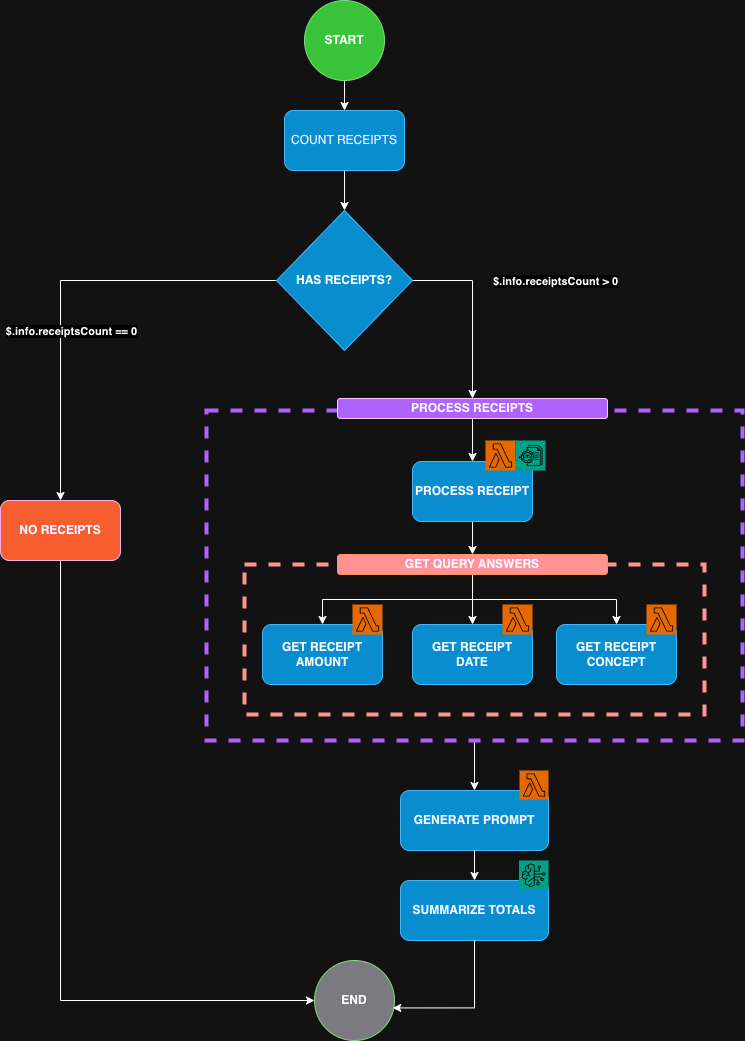 START
COUNT RECEIPTS
HAS RECEIPTS?
$.info.receiptsCount > 0
$.info.receiptsCount == 0
PROCESS RECEIPTS
PROCESS RECEIPT
NO RECEIPTS
GET QUERY ANSWERS
GET RECEIPT
AMOUNT
GET RECEIPT
DATE
GET RECEIPT
CONCEPT
GENERATE PROMPT
SUMMARIZE TOTALS
END